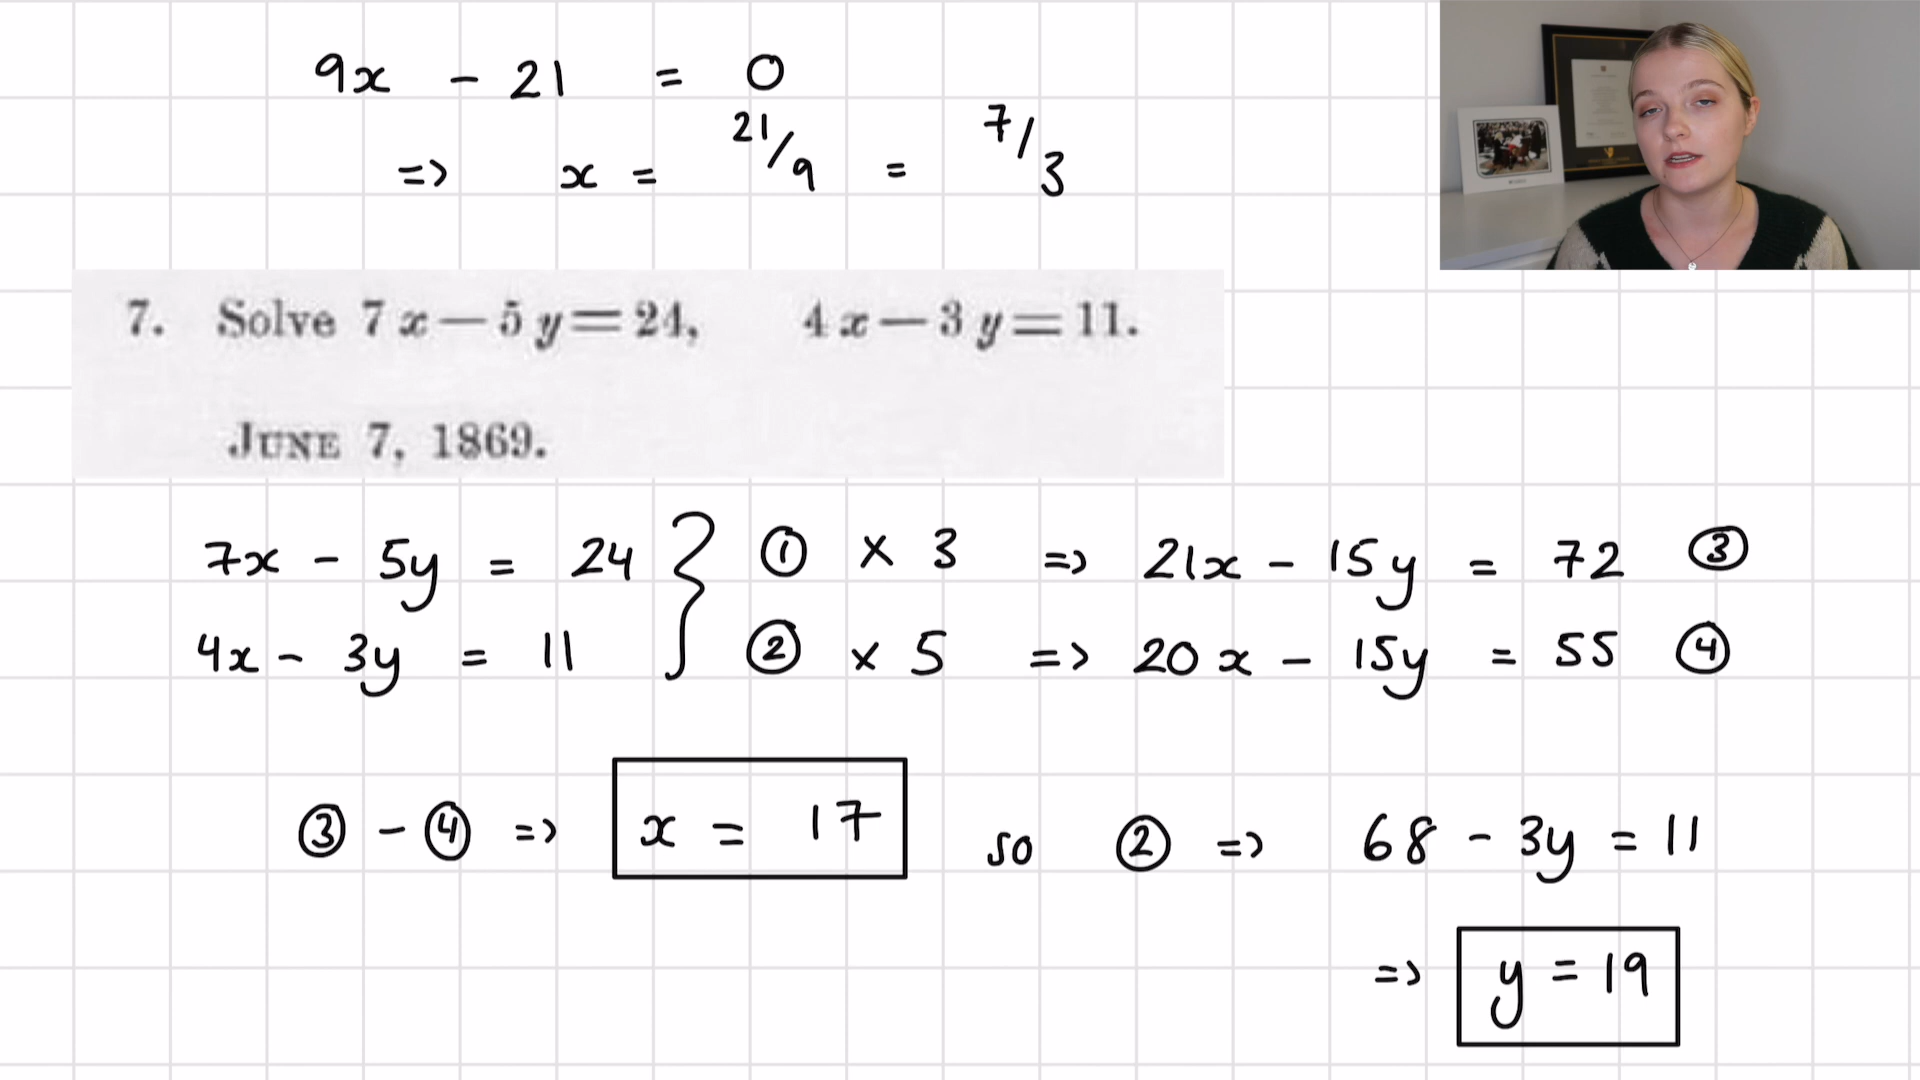 9x - 21 = 0
=> x = 21/9 = 7/3
7. Solve 7x—5y=24, 4x—3y=11.
JUNE 7, 1869.
7x - 5y = 24 } ① × 3 => 21x - 15y = 72 ③
4x - 3y = 11 ② × 5 => 20x - 15y = 55 ④
③ - ④ => x = 17 so ② => 68 - 3y = 11
=> y = 19